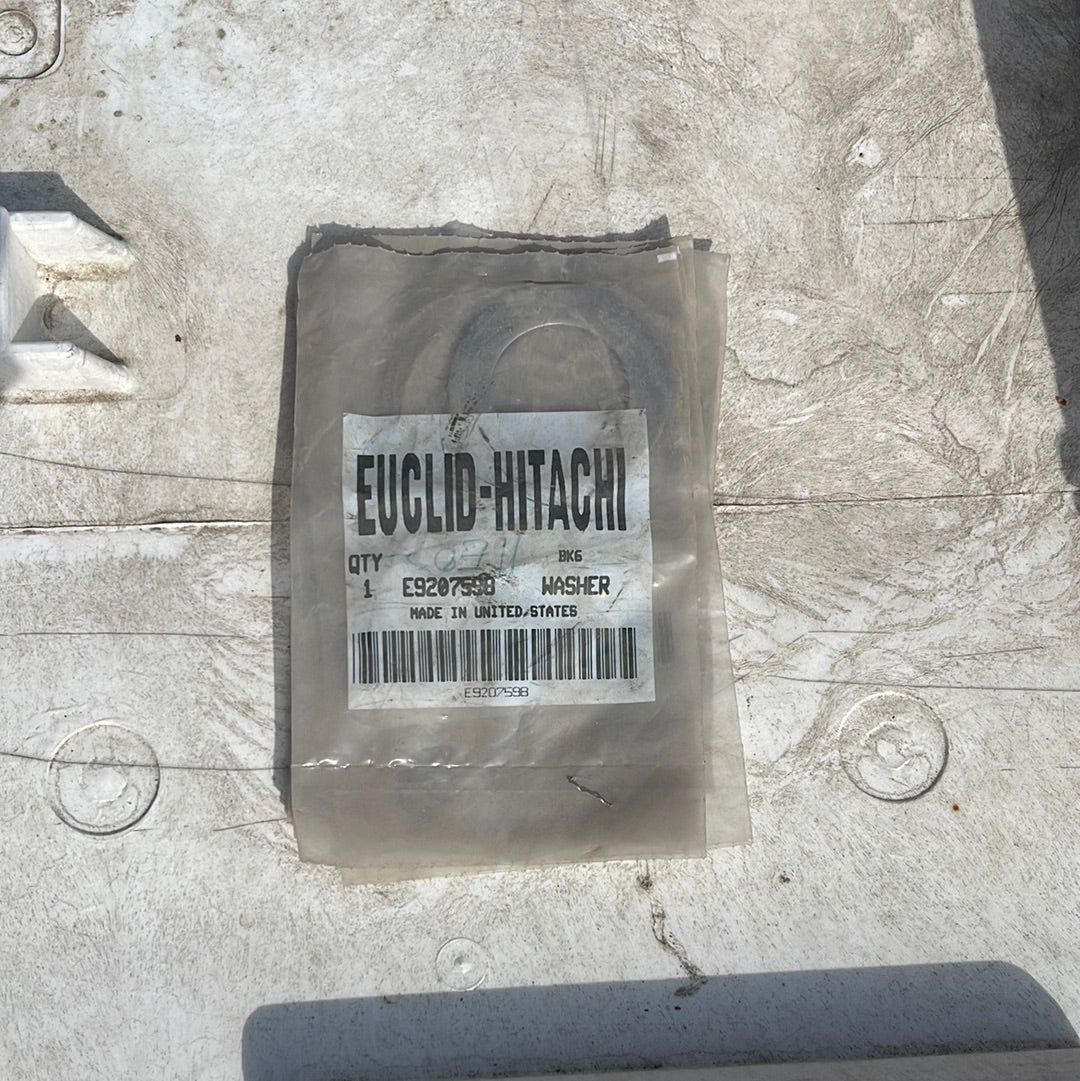 EUCLID-HITACHI
QTY BK6
1 E9207598 WASHER
MADE IN UNITED STATES
E9207598